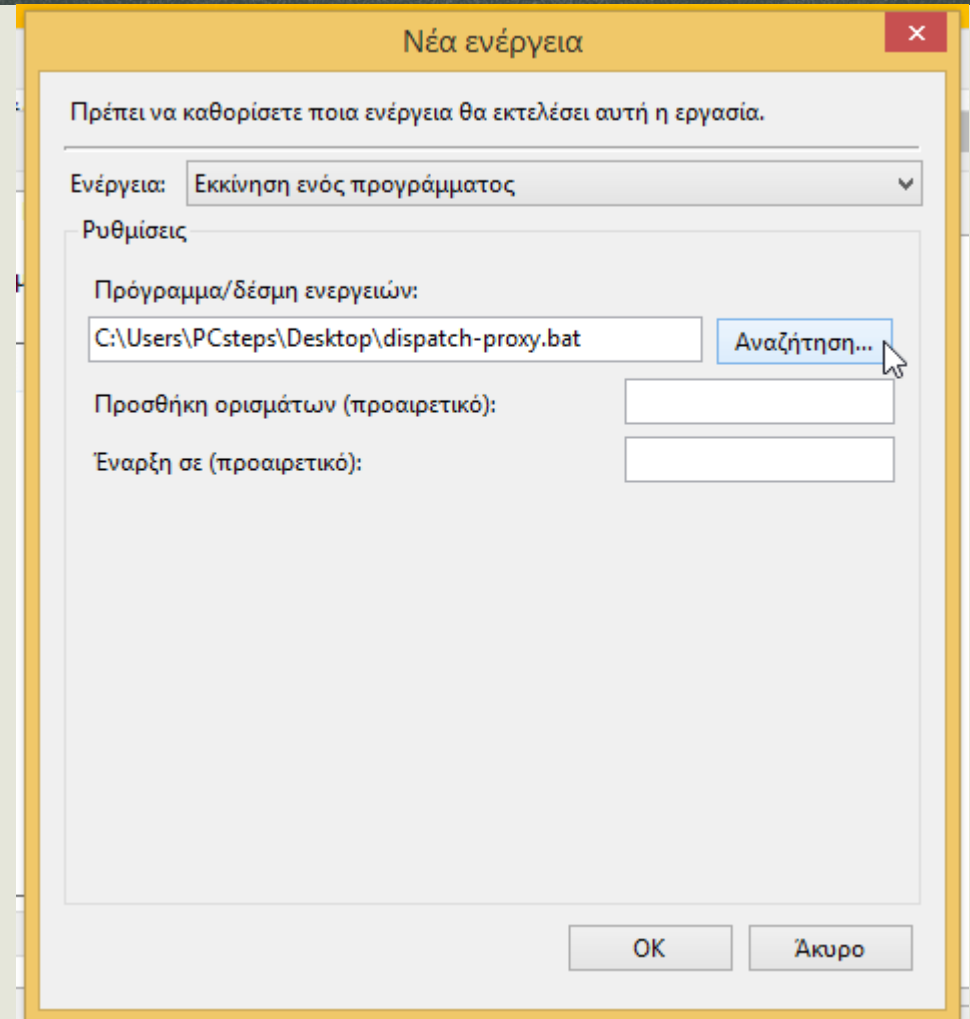 Νέα ενέργεια
Πρέπει να καθορίσετε ποια ενέργεια θα εκτελέσει αυτή η εργασία.
Ενέργεια: Εκκίνηση ενός προγράμματος
Ρυθμίσεις
Πρόγραμμα/δέσμη ενεργειών:
C:\Users\PCsteps\Desktop\dispatch-proxy.bat Αναζήτηση...
Προσθήκη ορισμάτων (προαιρετικό):
Έναρξη σε (προαιρετικό):
OK Άκυρο